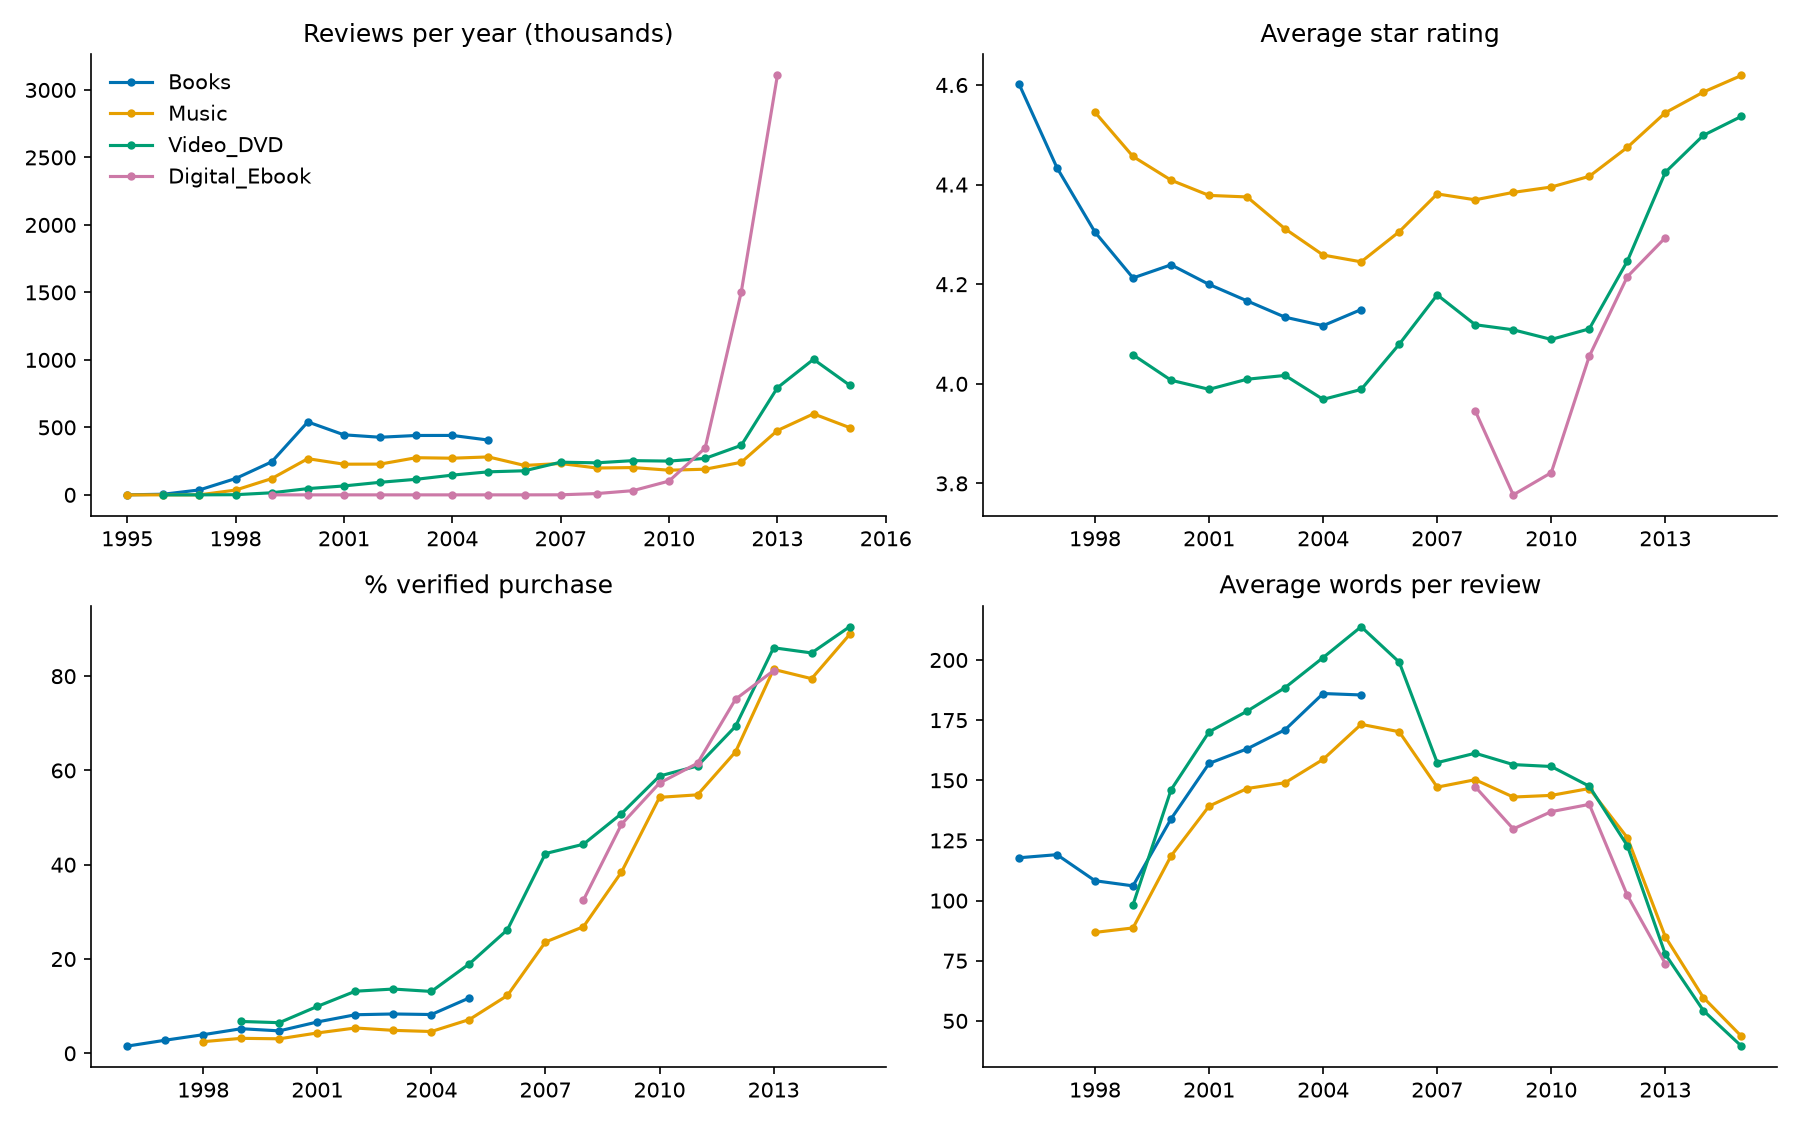 Reviews per year (thousands)
3000
2500
2000
1500
1000
500
0
Books
Music
Video_DVD
Digital_Ebook
1995 1998 2001 2004 2007 2010 2013 2016
Average star rating
4.6
4.4
4.2
4.0
3.8
1998 2001 2004 2007 2010 2013
% verified purchase
80
60
40
20
0
1998 2001 2004 2007 2010 2013
Average words per review
200
175
150
125
100
75
50
1998 2001 2004 2007 2010 2013